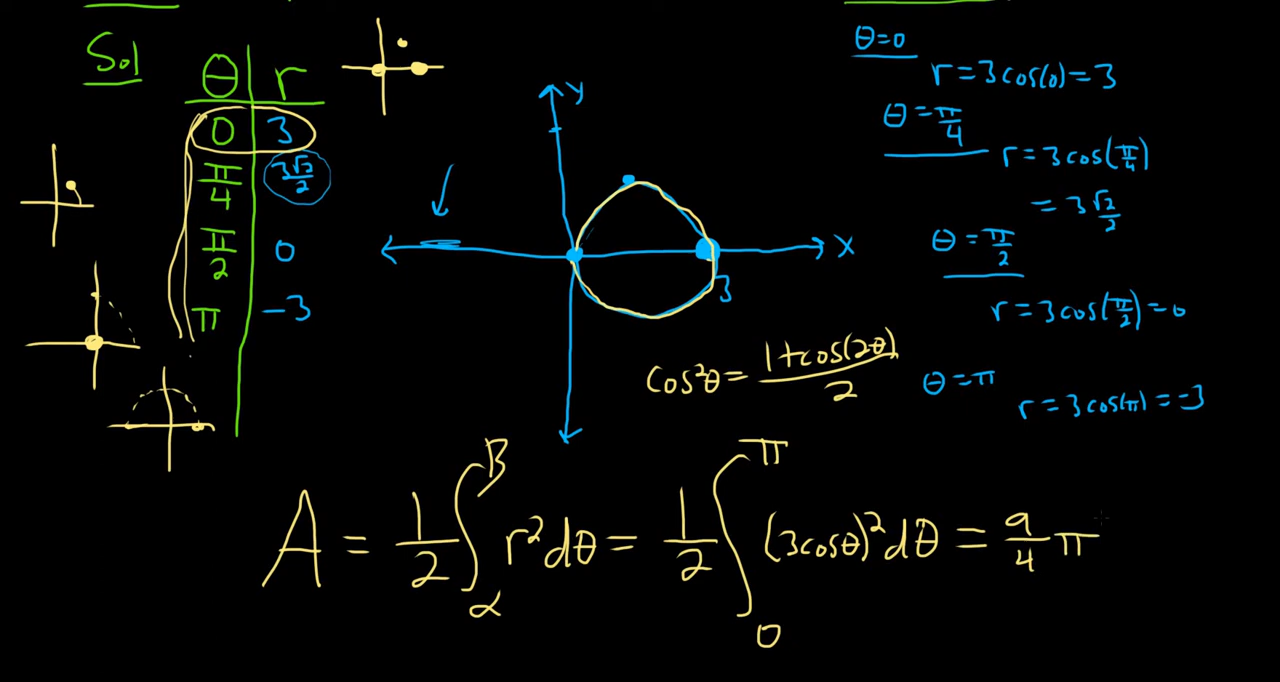 Sol
θ r
0 3
π/4 3√2/2
π/2 0
π -3
y
x
3
θ=0
r=3cos(0)=3
θ=π/4
r=3cos(π/4)
=3√2/2
θ=π/2
r=3cos(π/2)=0
θ=π
r=3cos(π)=-3
cos²θ=(1+cos(2θ))/2
A = 1/2 ∫_α^β r²dθ = 1/2 ∫_0^π (3cosθ)²dθ = 9/4 π